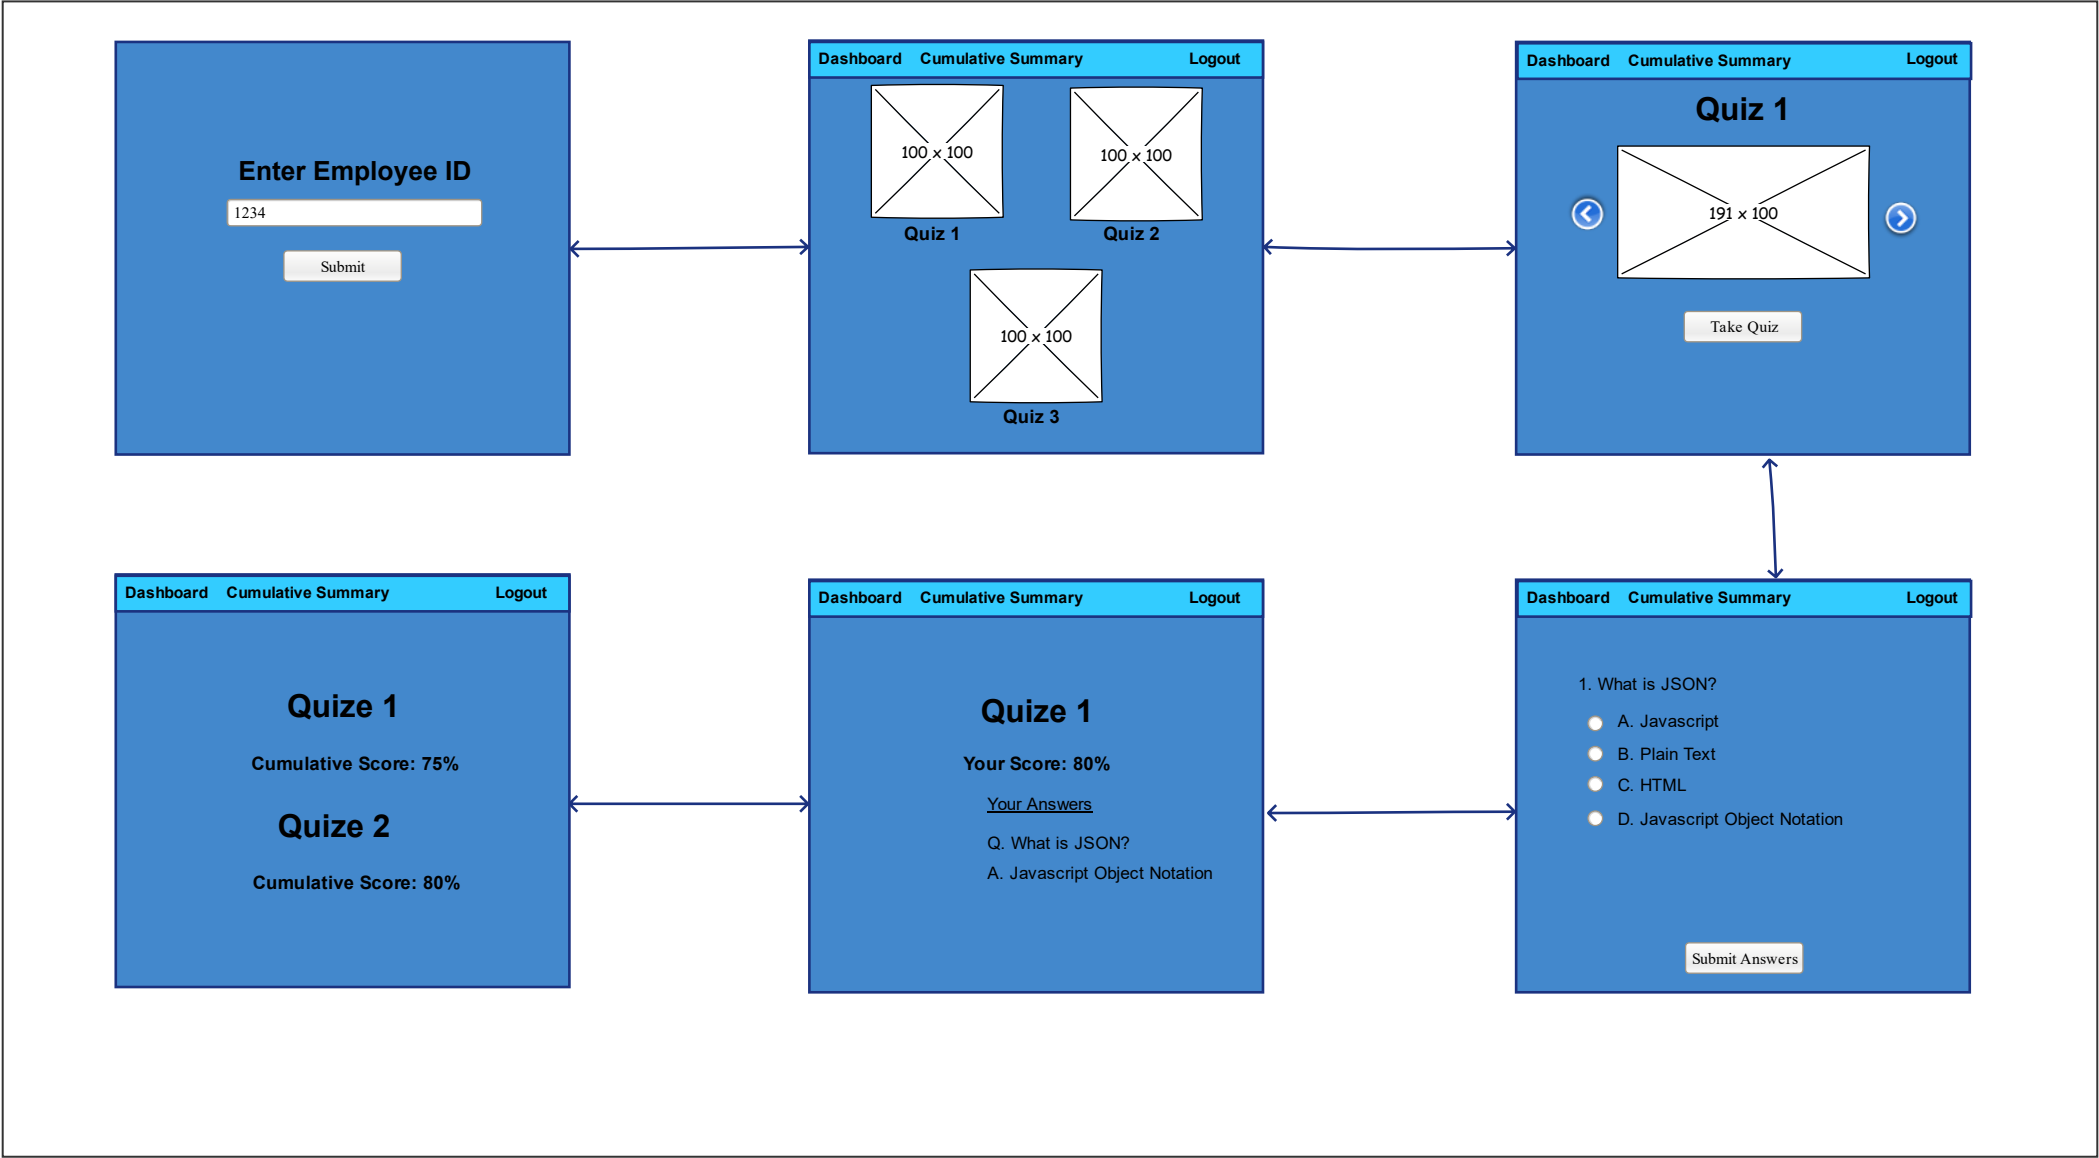 Enter Employee ID
1234
Submit
Dashboard Cumulative Summary Logout
100 x 100 100 x 100
Quiz 1 Quiz 2
100 x 100
Quiz 3
Dashboard Cumulative Summary Logout
Quiz 1
191 x 100
Take Quiz
Dashboard Cumulative Summary Logout
Quize 1
Cumulative Score: 75%
Quize 2
Cumulative Score: 80%
Dashboard Cumulative Summary Logout
Quize 1
Your Score: 80%
Your Answers
Q. What is JSON?
A. Javascript Object Notation
Dashboard Cumulative Summary Logout
1. What is JSON?
A. Javascript
B. Plain Text
C. HTML
D. Javascript Object Notation
Submit Answers